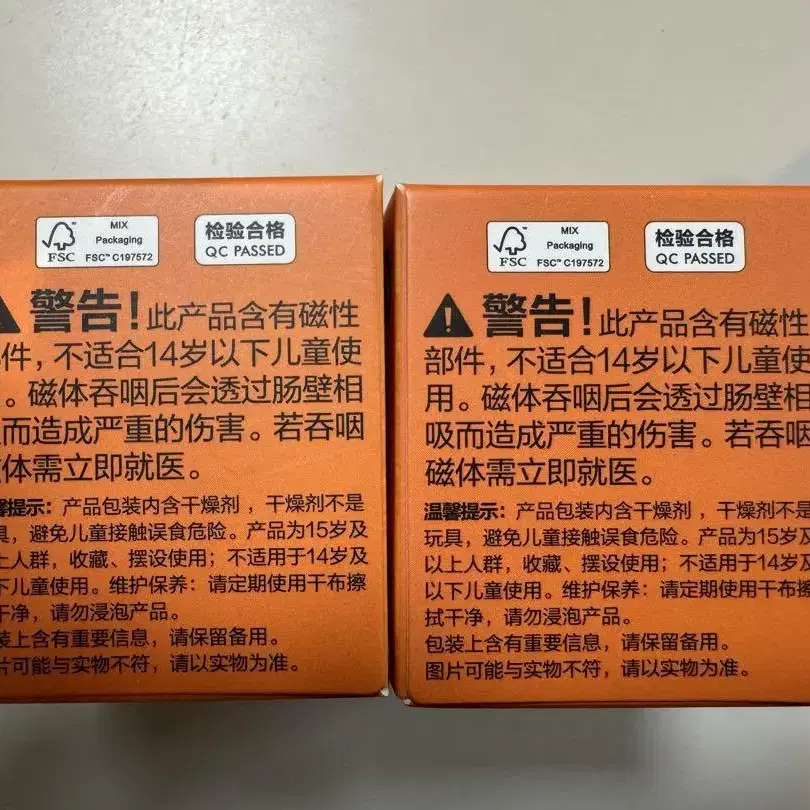 MIX
Packaging
FSC
FSC™ C197572
检验合格
QC PASSED
警告!此产品含有磁性
件,不适合14岁以下儿童使
。磁体吞咽后会透过肠壁相
而造成严重的伤害。若吞咽
体需立即就医。
馨提示:产品包装内含干燥剂,干燥剂不是
具,避免儿童接触误食危险。产品为15岁及
上人群,收藏、摆设使用;不适用于14岁及
下儿童使用。维护保养:请定期使用干布擦
干净,请勿浸泡产品。
装上含有重要信息,请保留备用。
片可能与实物不符,请以实物为准。
MIX
Packaging
FSC
FSC™ C197572
检验合格
QC PASSED
警告!此产品含有磁性
部件,不适合14岁以下儿童使
用。磁体吞咽后会透过肠壁相
吸而造成严重的伤害。若吞咽
磁体需立即就医。
温馨提示:产品包装内含干燥剂,干燥剂不是
玩具,避免儿童接触误食危险。产品为15岁及
以上人群,收藏、摆设使用;不适用于14岁及
以下儿童使用。维护保养:请定期使用干布擦
拭干净,请勿浸泡产品。
包装上含有重要信息,请保留备用。
图片可能与实物不符,请以实物为准。